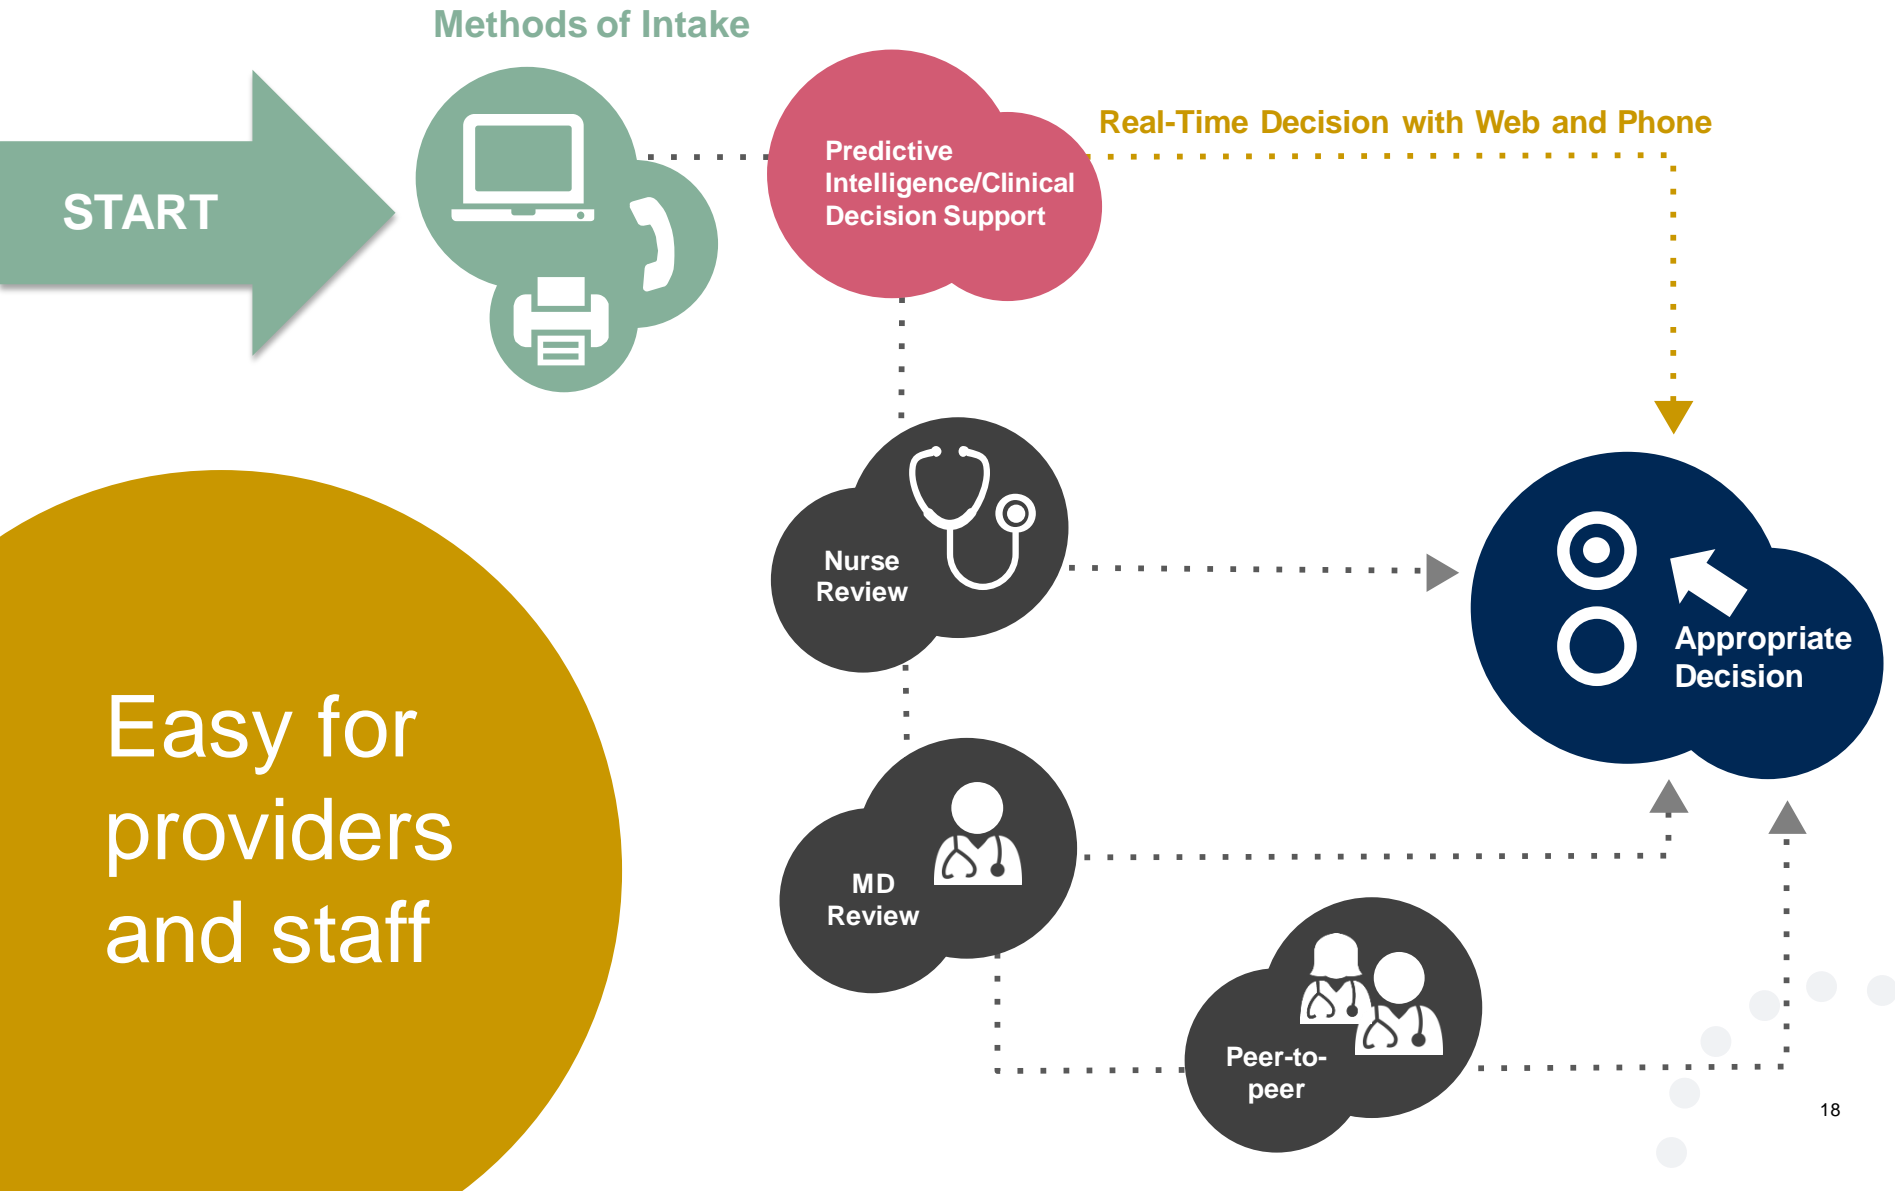 Methods of Intake
START
Predictive
Intelligence/Clinical
Decision Support
Real-Time Decision with Web and Phone
Nurse
Review
Appropriate
Decision
Easy for
providers
and staff
MD
Review
Peer-to-
peer
18